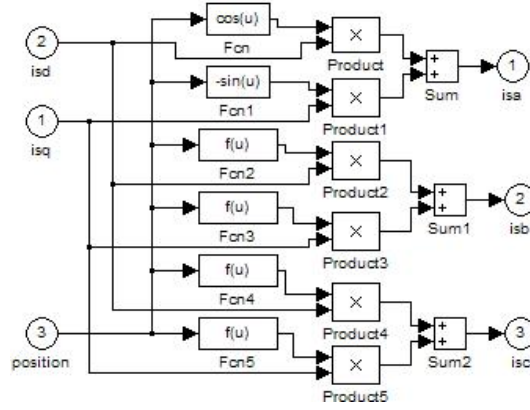 cos(u)
Fcn
×
Product
2
isd
-sin(u)
Fcn1
×
Product1
+
+
Sum
1
isa
1
isq
f(u)
Fcn2
×
Product2
f(u)
Fcn3
×
Product3
+
+
Sum1
2
isb
f(u)
Fcn4
×
Product4
3
position
f(u)
Fcn5
×
Product5
+
+
Sum2
3
isc